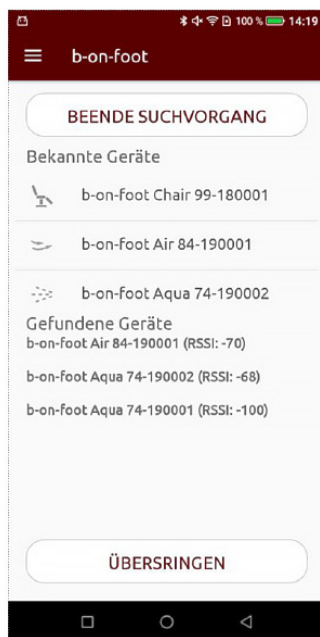 100 % 14:19
b-on-foot
BEENDE SUCHVORGANG
Bekannte Geräte
b-on-foot Chair 99-180001
b-on-foot Air 84-190001
b-on-foot Aqua 74-190002
Gefundene Geräte
b-on-foot Air 84-190001 (RSSI: -70)
b-on-foot Aqua 74-190002 (RSSI: -68)
b-on-foot Aqua 74-190001 (RSSI: -100)
ÜBERSRINGEN